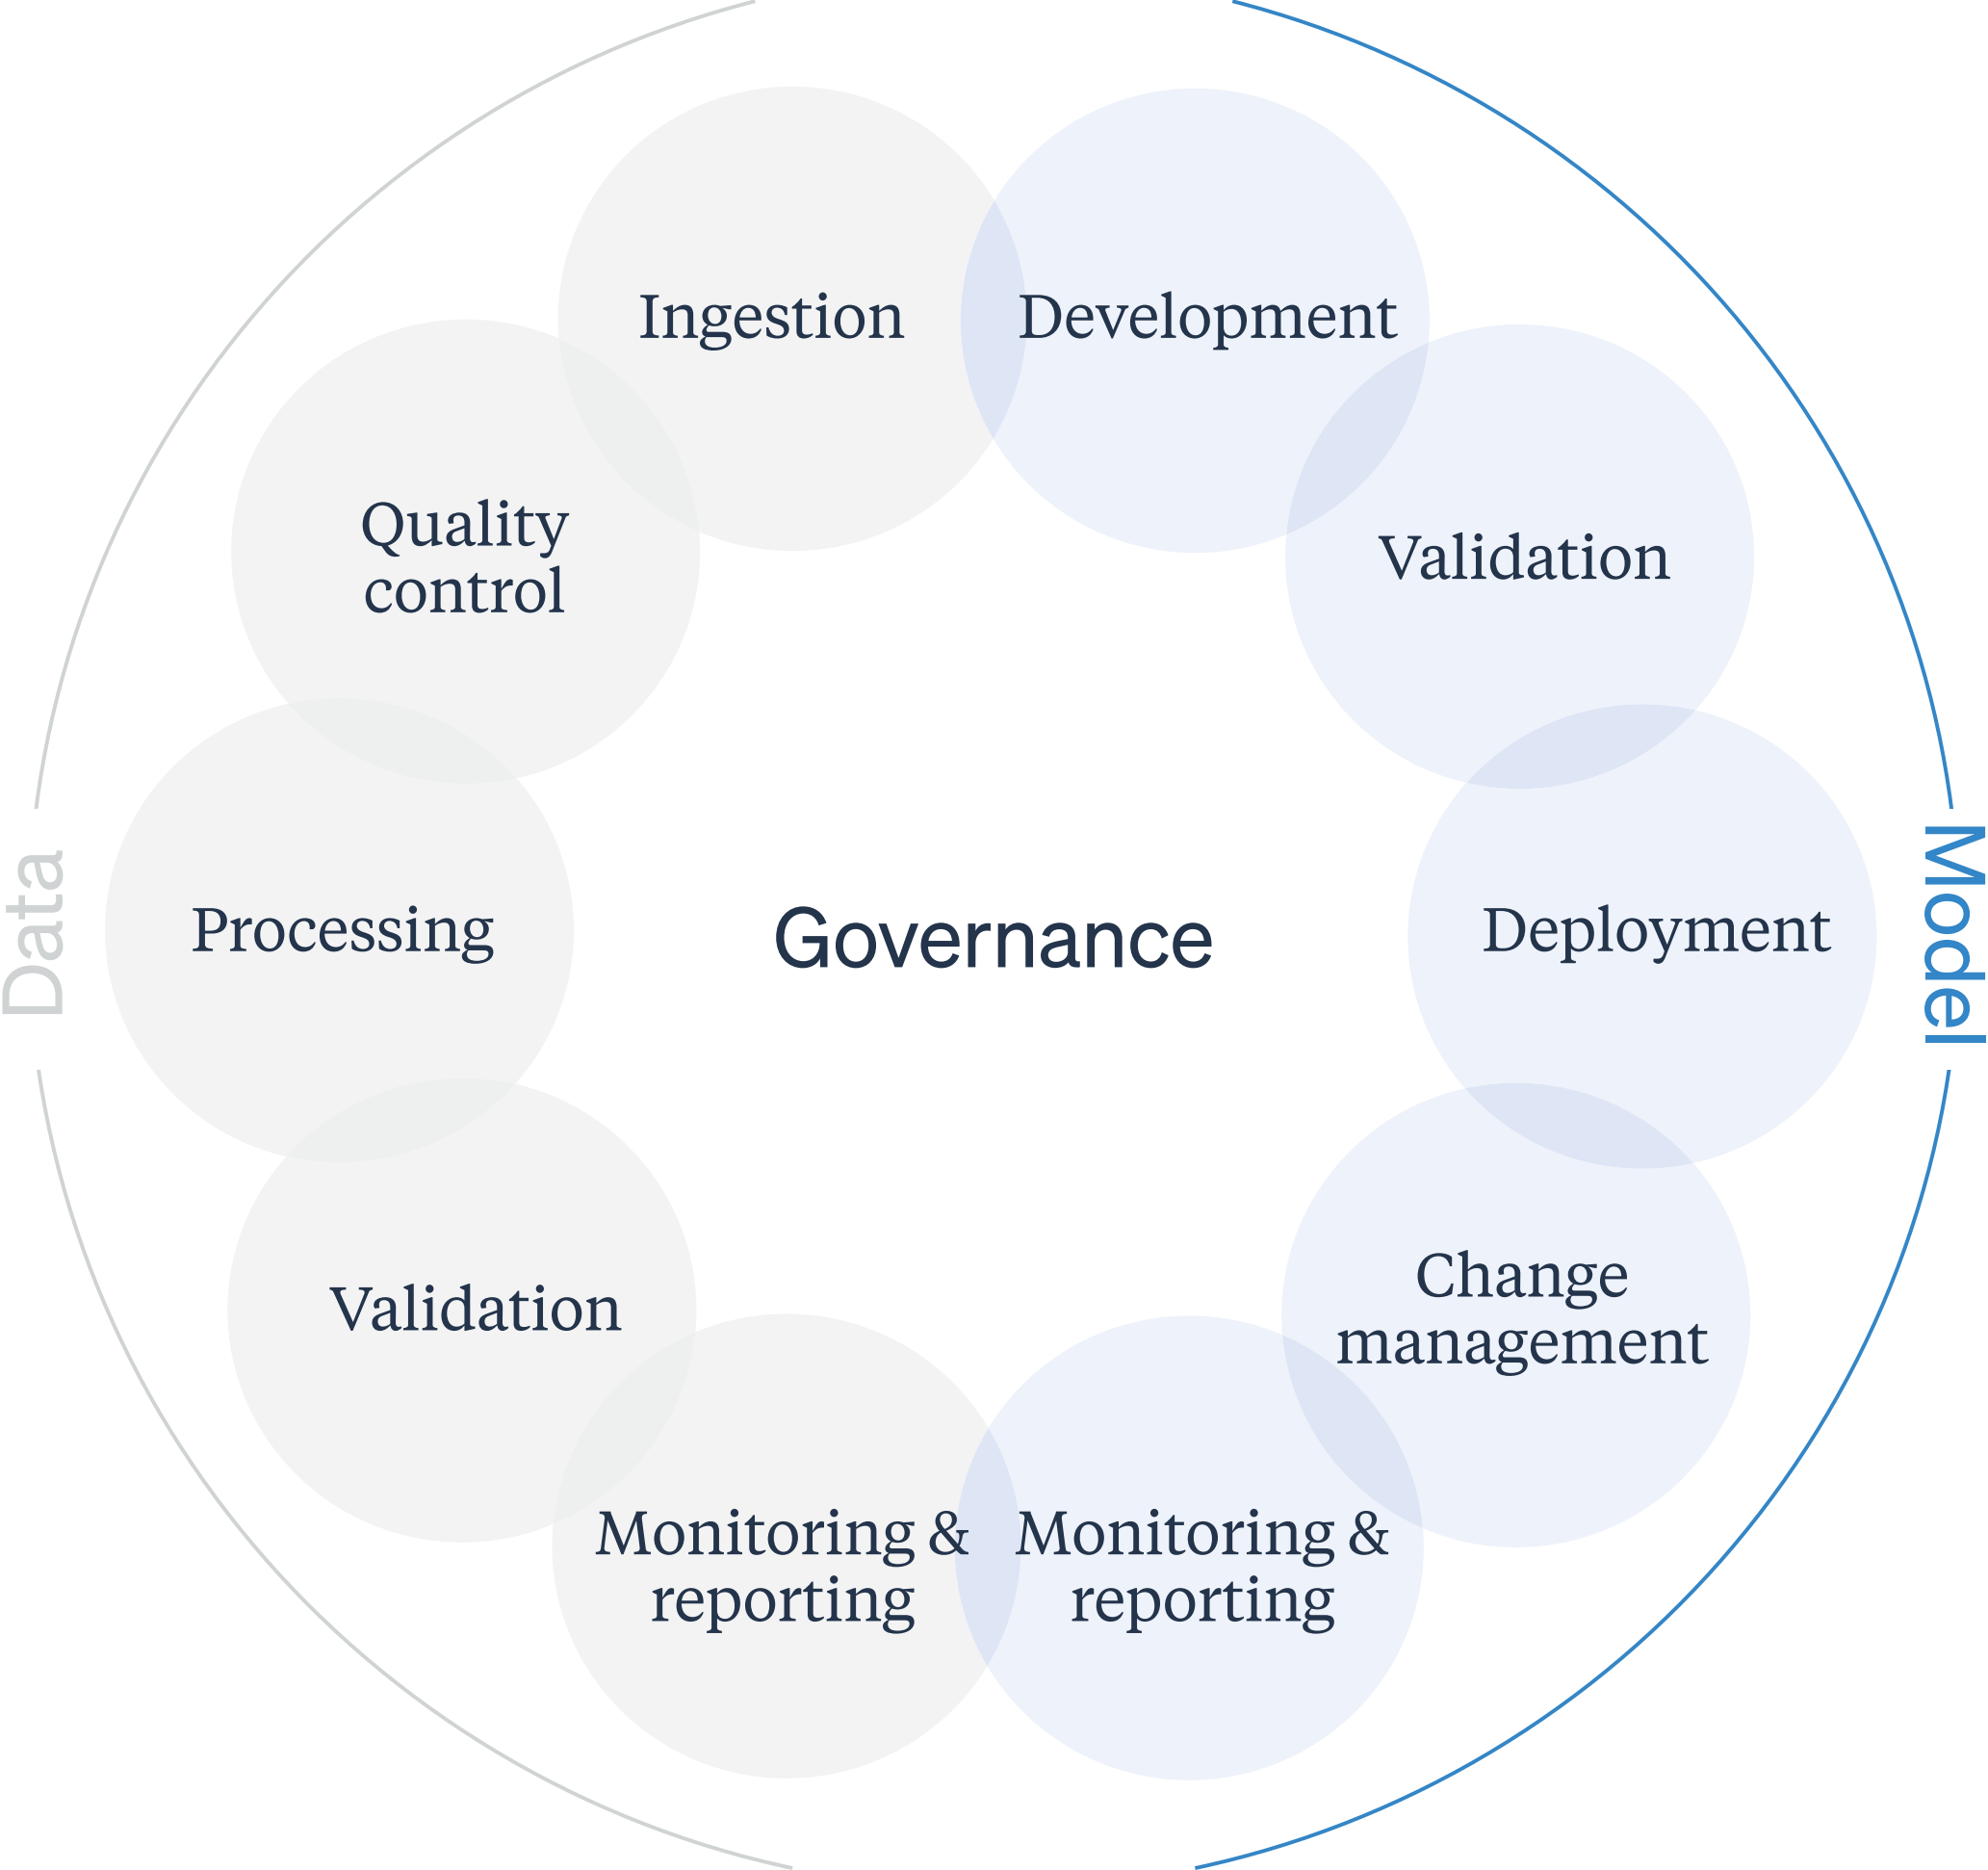 Ingestion
Development
Quality
control
Validation
Data
Processing
Governance
Deployment
Model
Validation
Change
management
Monitoring &
reporting
Monitoring &
reporting